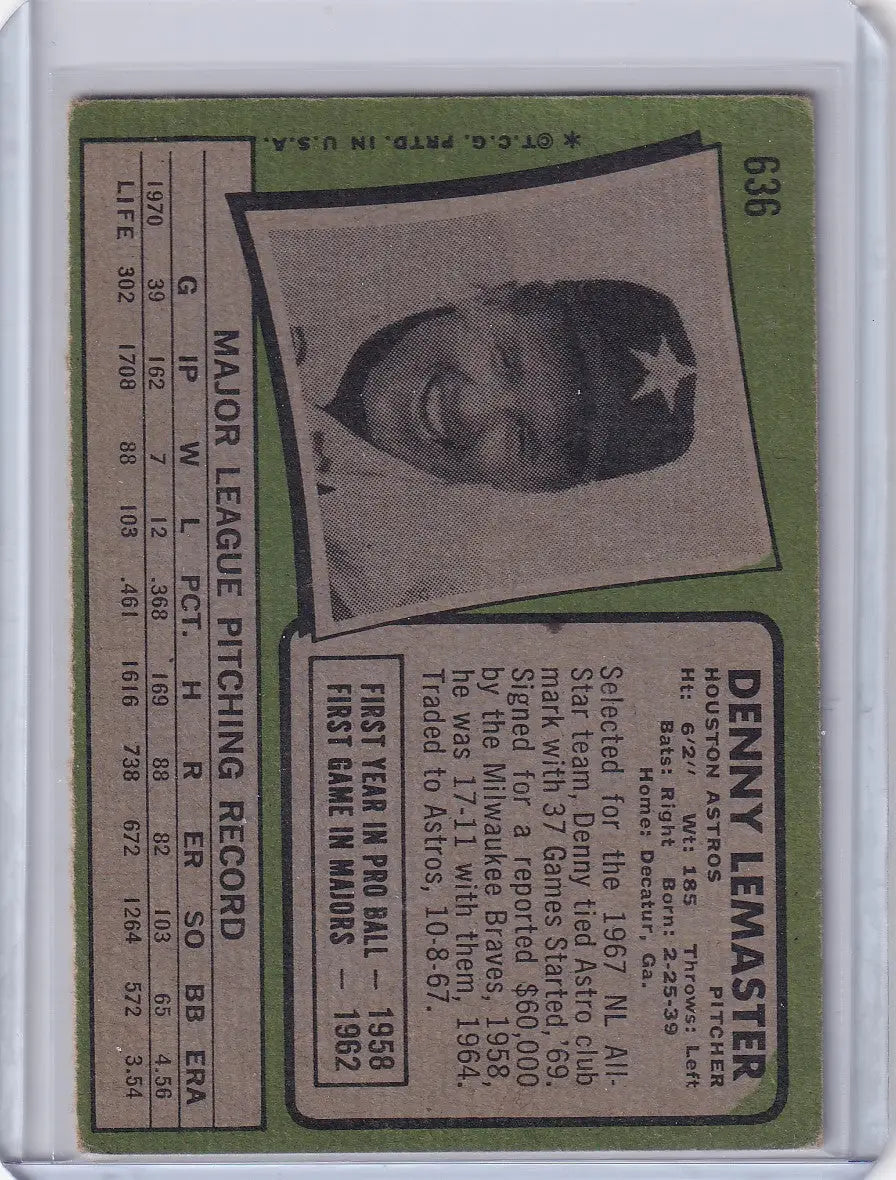 636
* ©T.C.G. PRTD. IN U.S.A.
DENNY LEMASTER
HOUSTON ASTROS PITCHER
Ht: 6'2" Wt: 185 Throws: Left
Bats: Right Born: 2-25-39
Home: Decatur, Ga.
Selected for the 1967 NL All-
Star team, Denny tied Astro club
mark with 37 Games Started, '69.
Signed for a reported $60,000
by the Milwaukee Braves, 1958,
he was 17-11 with them, 1964.
Traded to Astros, 10-8-67.
FIRST YEAR IN PRO BALL — 1958
FIRST GAME IN MAJORS — 1962
MAJOR LEAGUE PITCHING RECORD
G IP W L PCT. H R ER SO BB ERA
1970 39 162 7 12 .368 169 88 82 103 65 4.56
LIFE 302 1708 88 103 .461 1616 738 672 1264 572 3.54